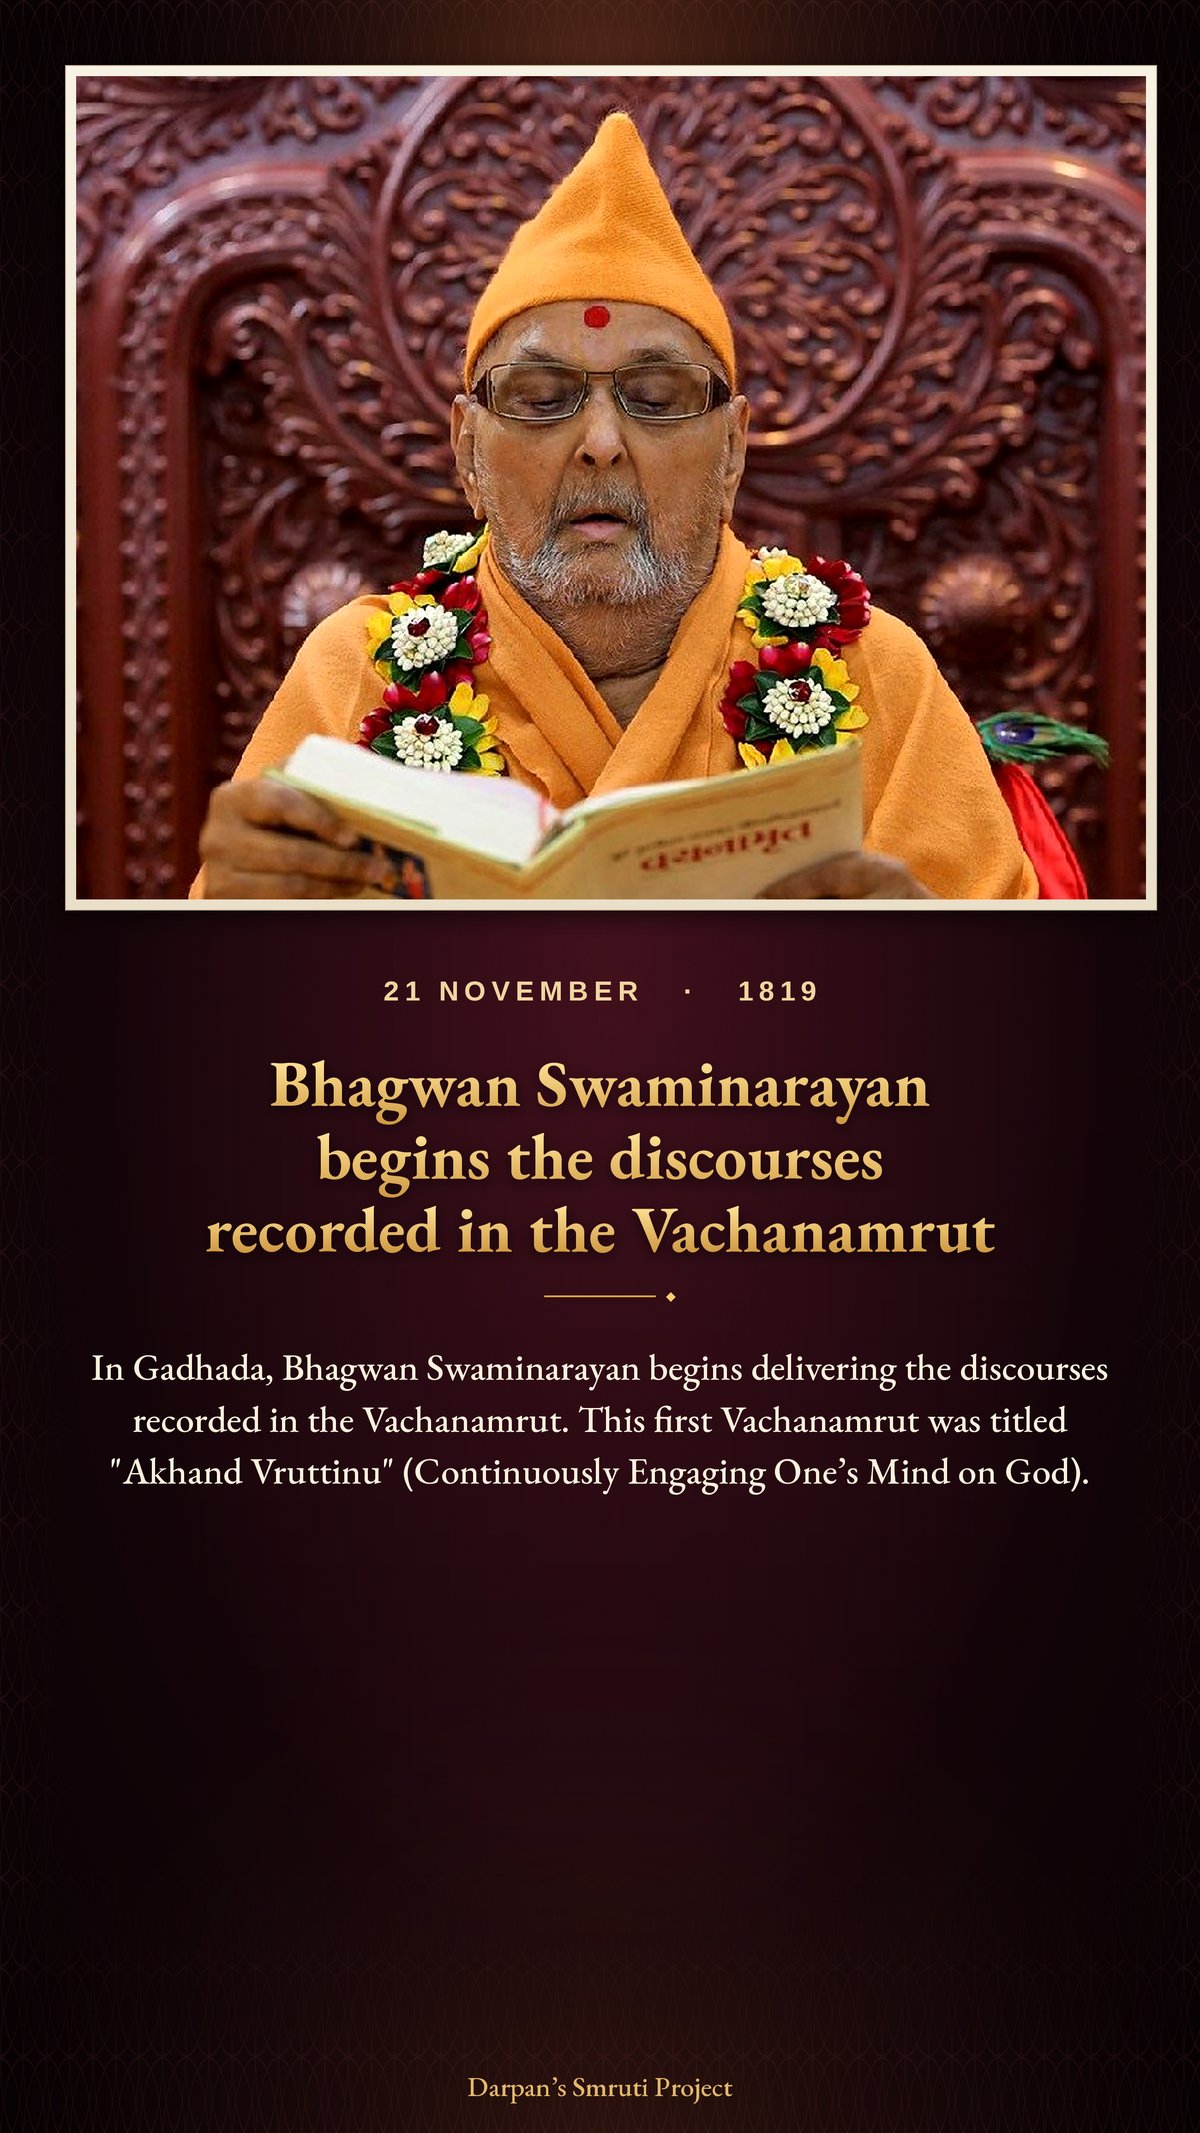 વચનામૃત
21 NOVEMBER · 1819
Bhagwan Swaminarayan
begins the discourses
recorded in the Vachanamrut
In Gadhada, Bhagwan Swaminarayan begins delivering the discourses
recorded in the Vachanamrut. This first Vachanamrut was titled
"Akhand Vruttinu" (Continuously Engaging One’s Mind on God).
Darpan’s Smruti Project